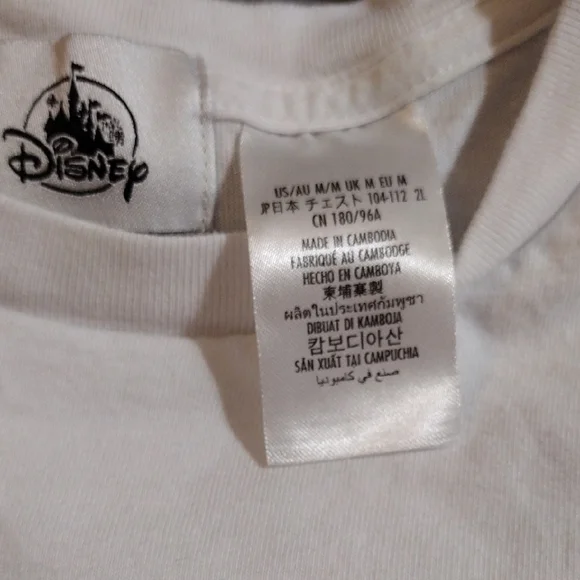 Disney
US/AU M/M UK M EU M
JP日本 チェスト 104-112 2L
CN 180/96A
MADE IN CAMBODIA
FABRIQUÉ AU CAMBODGE
HECHO EN CAMBOYA
柬埔寨製
ผลิตในประเทศกัมพูชา
DIBUAT DI KAMBOJA
캄보디아산
SẢN XUẤT TẠI CAMPUCHIA
صنع في كامبوديا